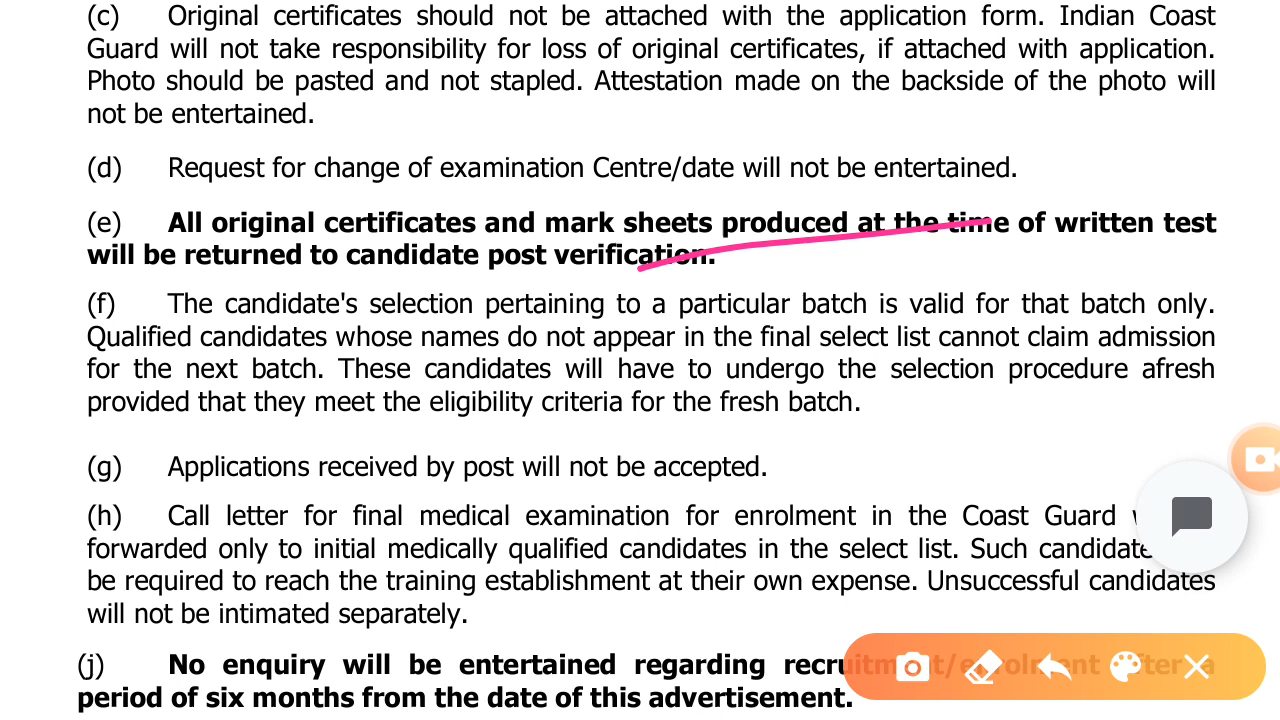 (c) Original certificates should not be attached with the application form. Indian Coast
Guard will not take responsibility for loss of original certificates, if attached with application.
Photo should be pasted and not stapled. Attestation made on the backside of the photo will
not be entertained.
(d) Request for change of examination Centre/date will not be entertained.
(e) All original certificates and mark sheets produced at the time of written test
will be returned to candidate post verification.
(f) The candidate's selection pertaining to a particular batch is valid for that batch only.
Qualified candidates whose names do not appear in the final select list cannot claim admission
for the next batch. These candidates will have to undergo the selection procedure afresh
provided that they meet the eligibility criteria for the fresh batch.
(g) Applications received by post will not be accepted.
(h) Call letter for final medical examination for enrolment in the Coast Guard
forwarded only to initial medically qualified candidates in the select list. Such
be required to reach the training establishment at their own expense. Unsuccessful candidates
will not be intimated separately.
(j) No enquiry will be entertained regarding recruitment/enrolment after a
period of six months from the date of this advertisement.